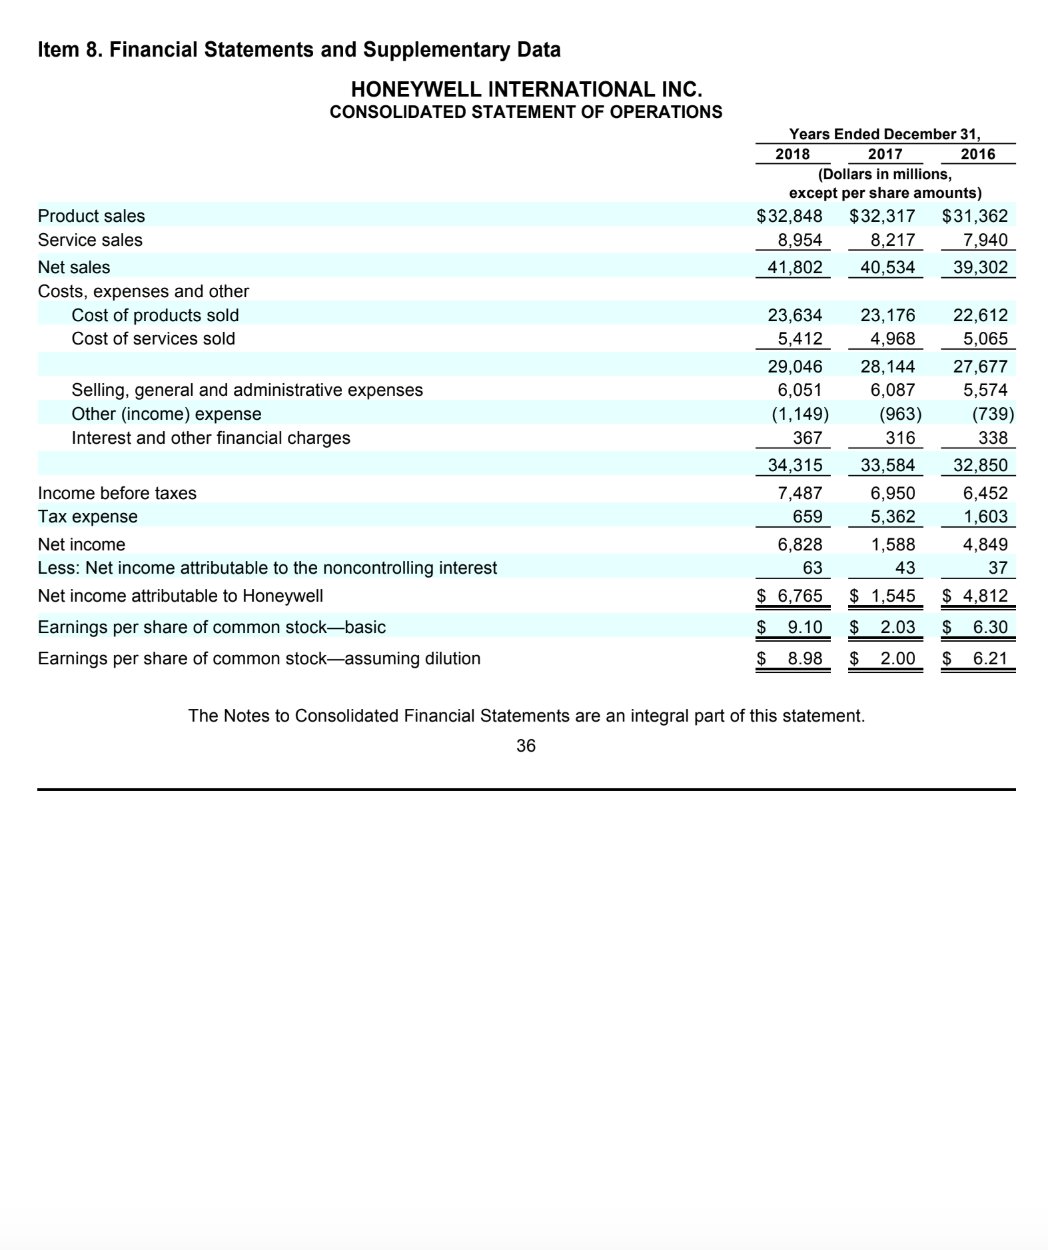 Item 8. Financial Statements and Supplementary Data
HONEYWELL INTERNATIONAL INC.
CONSOLIDATED STATEMENT OF OPERATIONS
Years Ended December 31,
2018 2017 2016
(Dollars in millions,
except per share amounts)
Product sales $32,848 $32,317 $31,362
Service sales 8,954 8,217 7,940
Net sales 41,802 40,534 39,302
Costs, expenses and other
Cost of products sold 23,634 23,176 22,612
Cost of services sold 5,412 4,968 5,065
29,046 28,144 27,677
Selling, general and administrative expenses 6,051 6,087 5,574
Other (income) expense (1,149) (963) (739)
Interest and other financial charges 367 316 338
34,315 33,584 32,850
Income before taxes 7,487 6,950 6,452
Tax expense 659 5,362 1,603
Net income 6,828 1,588 4,849
Less: Net income attributable to the noncontrolling interest 63 43 37
Net income attributable to Honeywell $ 6,765 $ 1,545 $ 4,812
Earnings per share of common stock—basic $ 9.10 $ 2.03 $ 6.30
Earnings per share of common stock—assuming dilution $ 8.98 $ 2.00 $ 6.21
The Notes to Consolidated Financial Statements are an integral part of this statement.
36